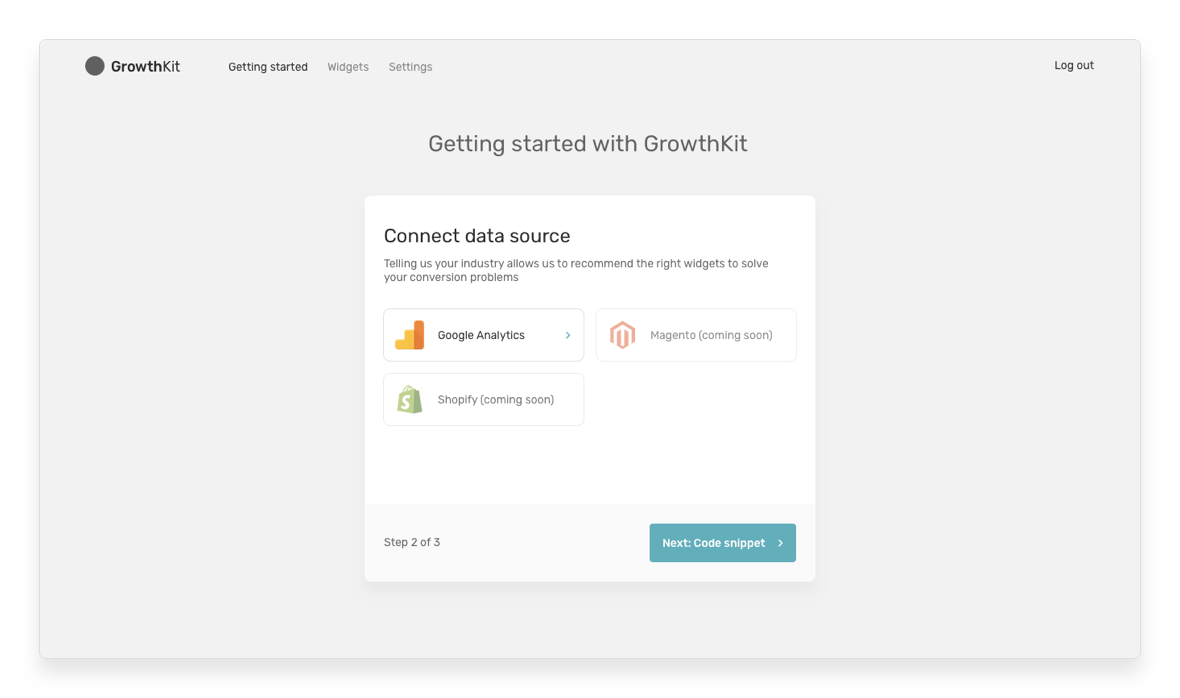 GrowthKit
Getting started
Widgets
Settings
Log out
Getting started with GrowthKit
Connect data source
Telling us your industry allows us to recommend the right widgets to solve
your conversion problems
Google Analytics
Magento (coming soon)
Shopify (coming soon)
Step 2 of 3
Next: Code snippet